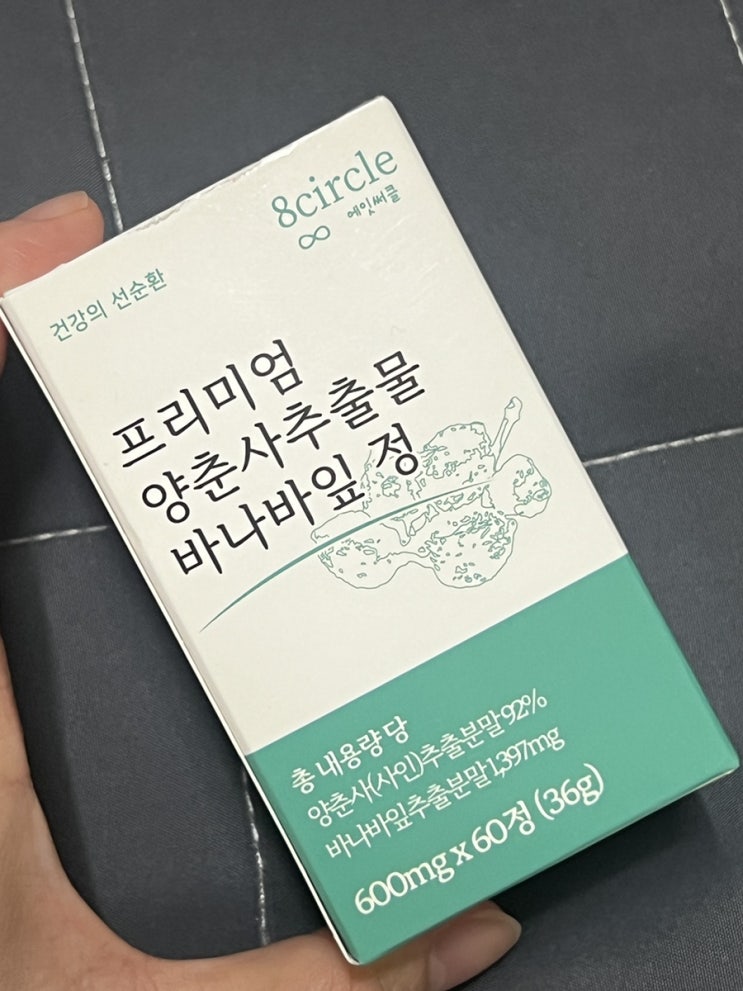 8circle
에잇써클
건강의 선순환
프리미엄
양춘사추출물
바나바잎 정
총 내용량 당
양춘사(사인)추출분말 92%
바나바잎추출분말 1,397mg
600mg x 60정 (36g)